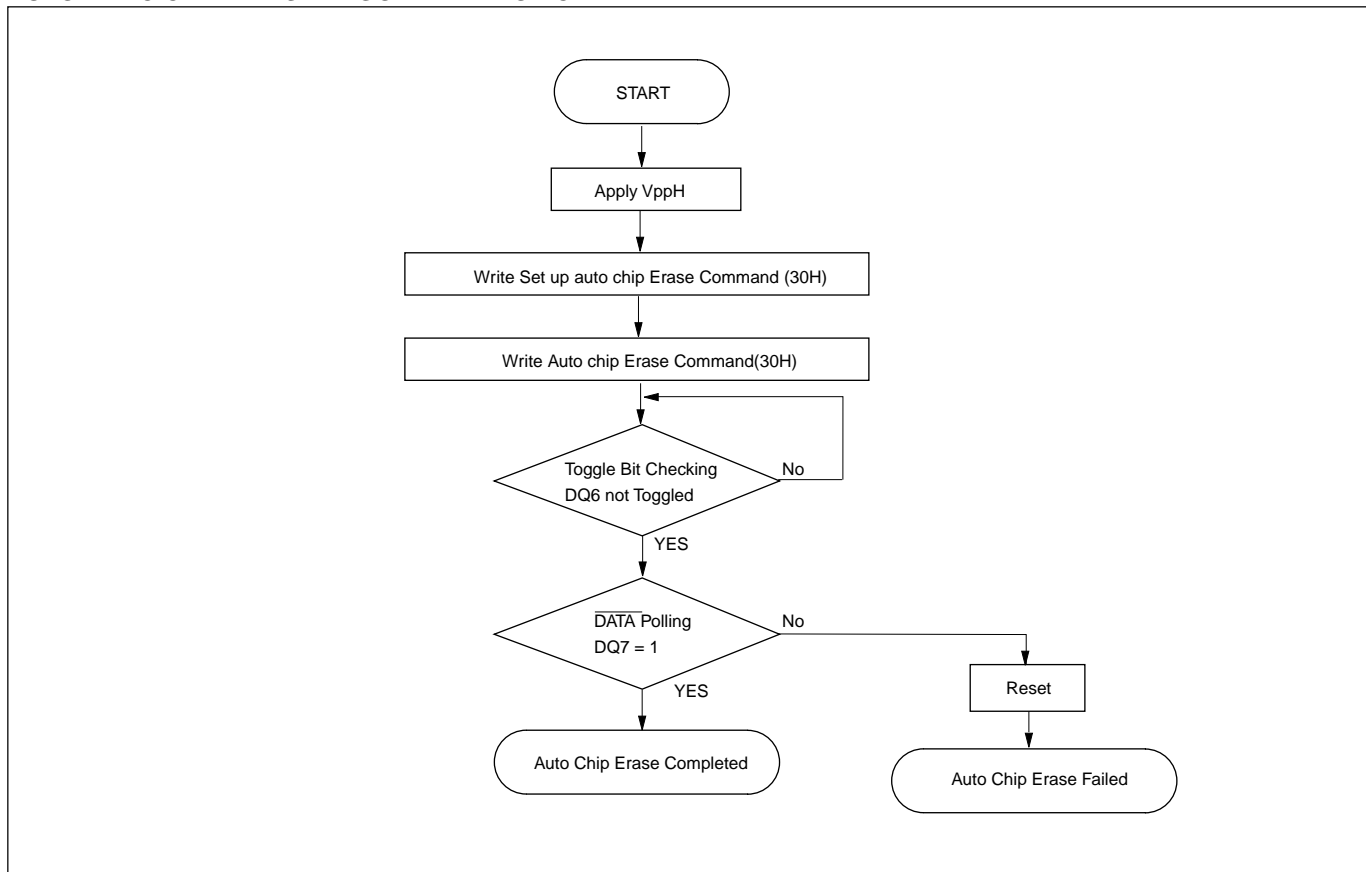 START
Apply VppH
Write Set up auto chip Erase Command (30H)
Write Auto chip Erase Command(30H)
Toggle Bit Checking
DQ6 not Toggled
No
YES
DATA Polling
DQ7 = 1
No
YES
Reset
Auto Chip Erase Completed
Auto Chip Erase Failed